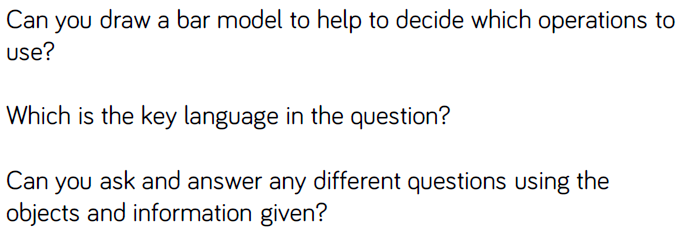 Can you draw a bar model to help to decide which operations to
use?
Which is the key language in the question?
Can you ask and answer any different questions using the
objects and information given?